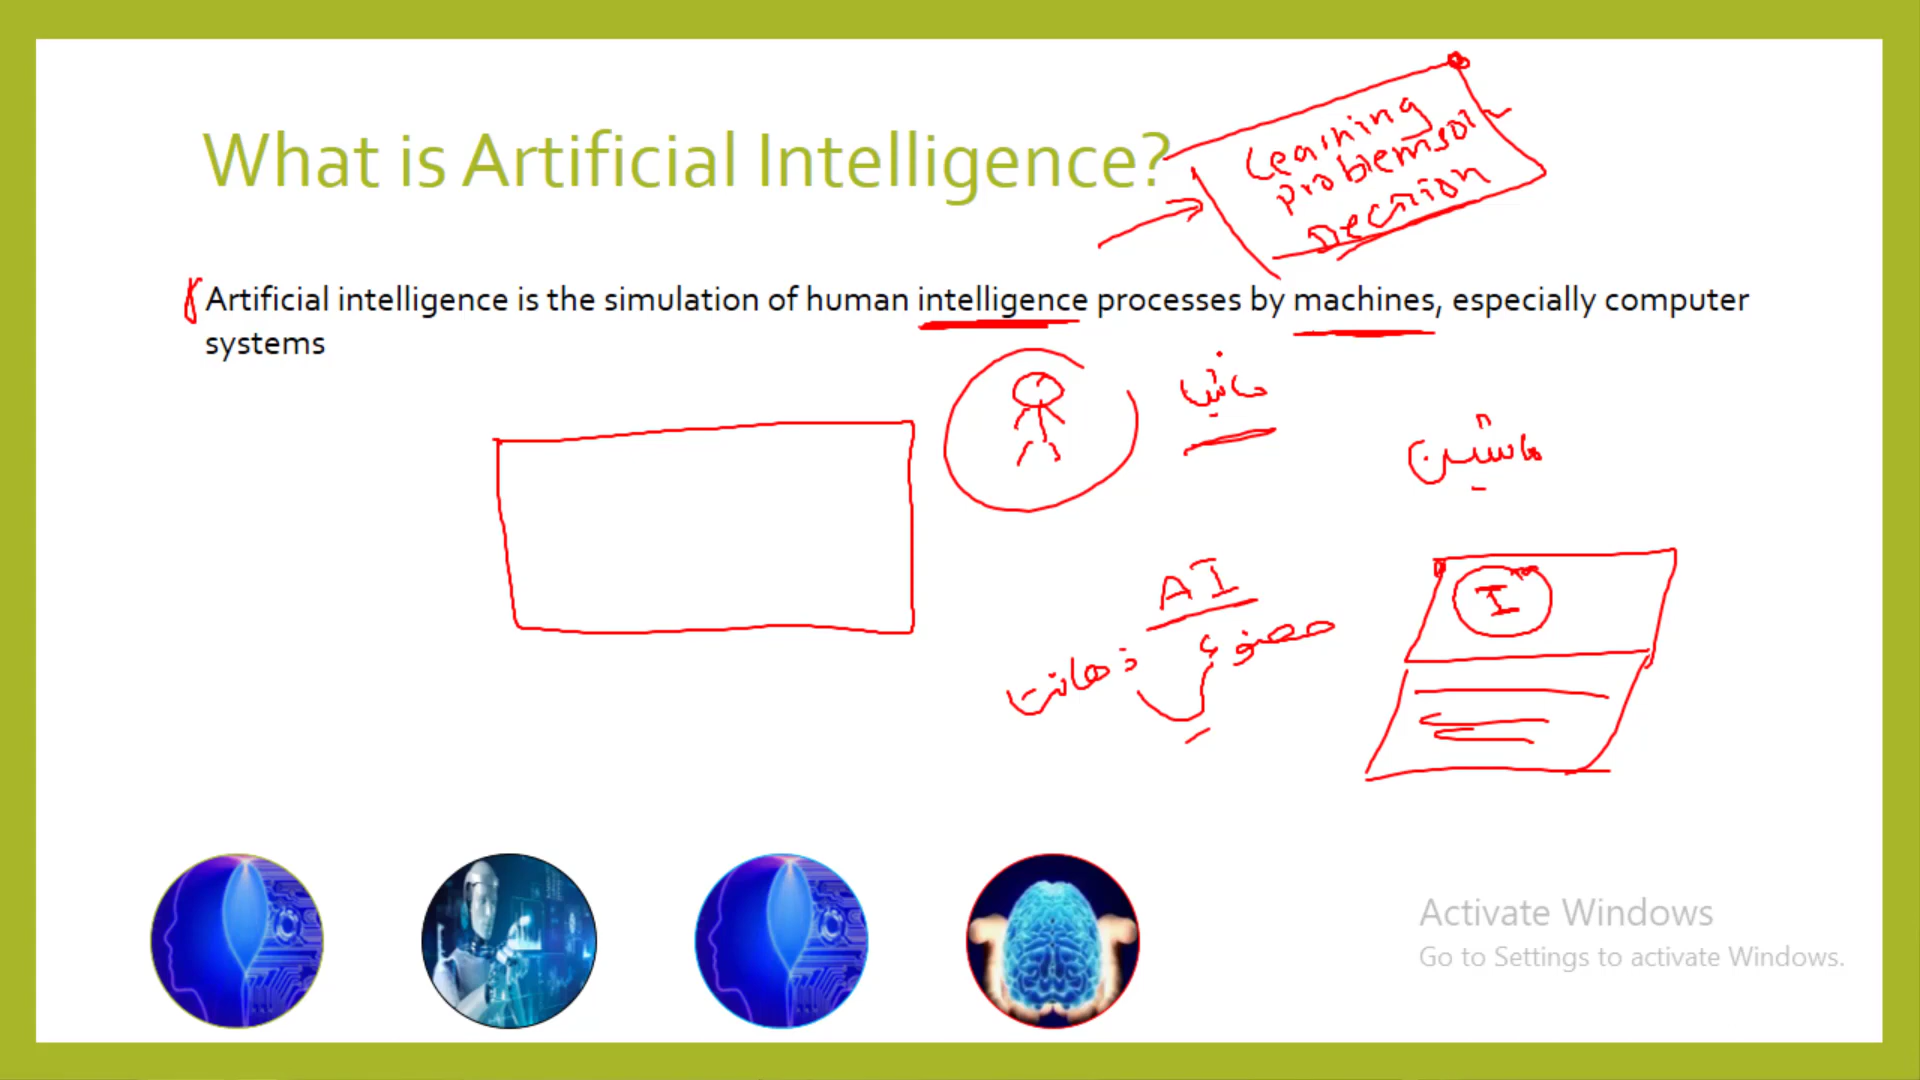 What is Artificial Intelligence?
Learning
problemsol
Decision
Artificial intelligence is the simulation of human intelligence processes by machines, especially computer
systems
ماشین
AI
مصنوعی ذهانت
I
Activate Windows
Go to Settings to activate Windows.